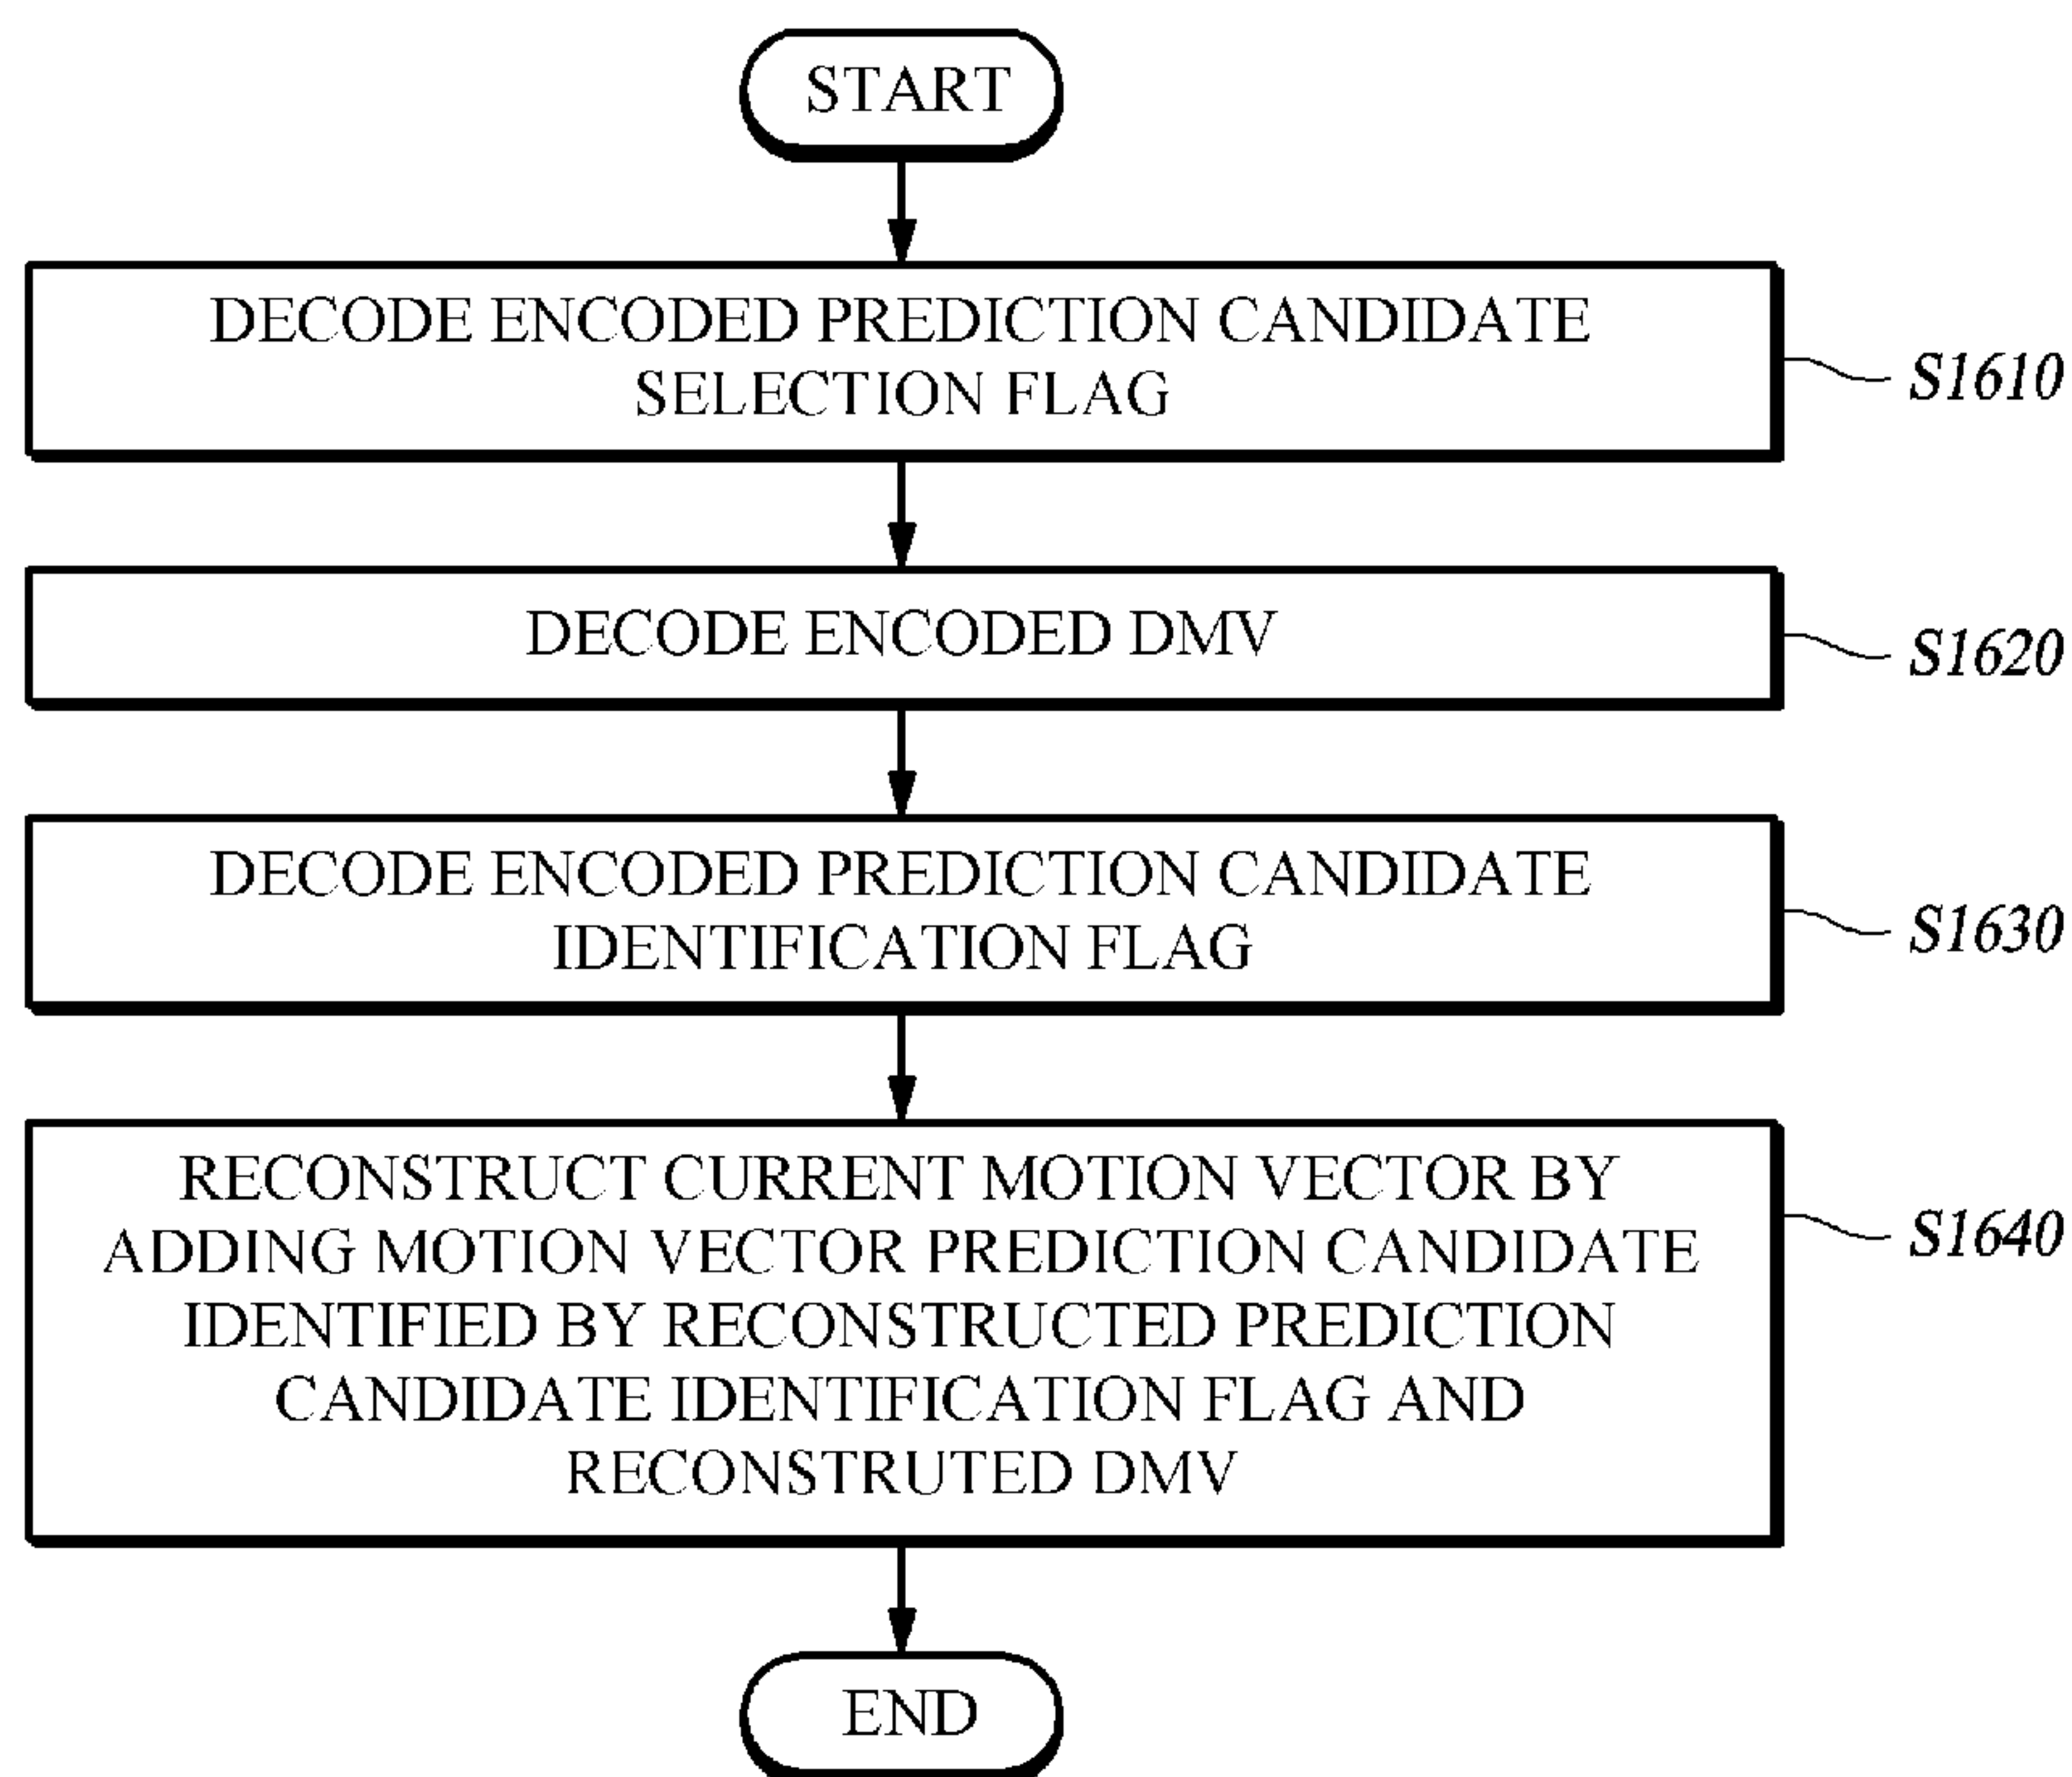 START
DECODE ENCODED PREDICTION CANDIDATE
SELECTION FLAG
S1610
DECODE ENCODED DMV
S1620
DECODE ENCODED PREDICTION CANDIDATE
IDENTIFICATION FLAG
S1630
RECONSTRUCT CURRENT MOTION VECTOR BY
ADDING MOTION VECTOR PREDICTION CANDIDATE
IDENTIFIED BY RECONSTRUCTED PREDICTION
CANDIDATE IDENTIFICATION FLAG AND
RECONSTRUTED DMV
S1640
END